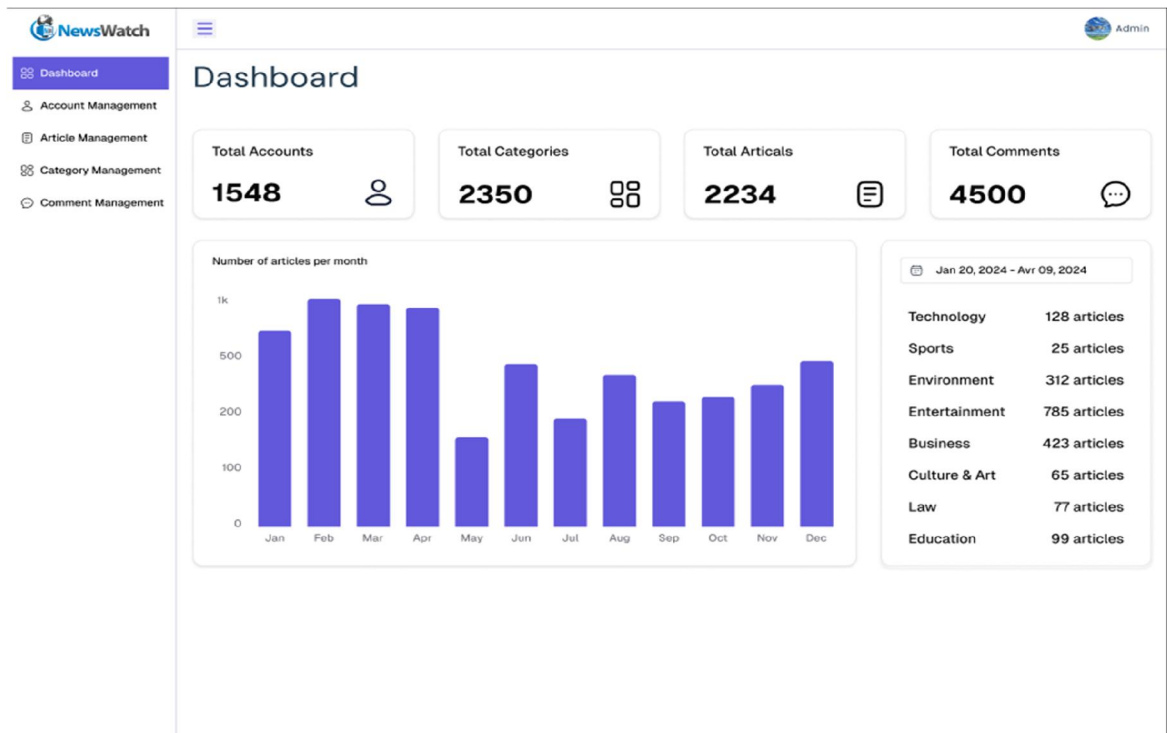 NewsWatch
Admin
Dashboard
Account Management
Article Management
Category Management
Comment Management
Dashboard
Total Accounts
1548
Total Categories
2350
Total Articals
2234
Total Comments
4500
Number of articles per month
1k
500
200
100
0
Jan Feb Mar Apr May Jun Jul Aug Sep Oct Nov Dec
Jan 20, 2024 - Avr 09, 2024
Technology 128 articles
Sports 25 articles
Environment 312 articles
Entertainment 785 articles
Business 423 articles
Culture & Art 65 articles
Law 77 articles
Education 99 articles